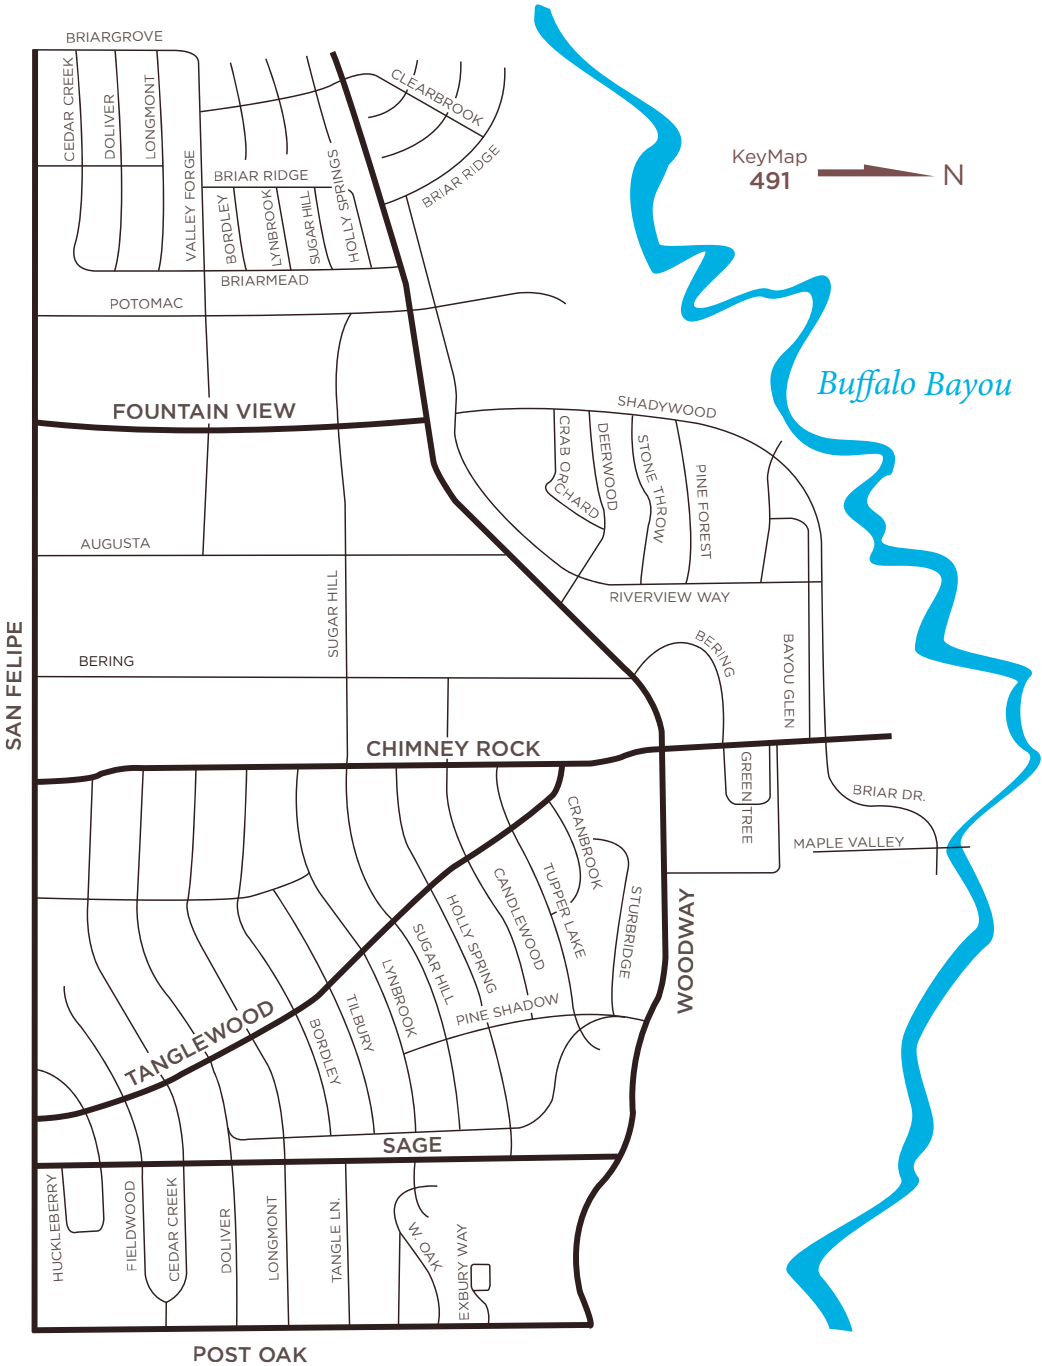 BRIARGROVE
CEDAR CREEK
DOLIVER
LONGMONT
VALLEY FORGE
CLEARBROOK
BRIAR RIDGE
BRIAR RIDGE
BORDLEY
LYNBROOK
SUGAR HILL
HOLLY SPRINGS
KeyMap
491
N
BRIARMEAD
POTOMAC
Buffalo Bayou
FOUNTAIN VIEW
SHADYWOOD
CRAB ORCHARD
DEERWOOD
STONE THROW
PINE FOREST
AUGUSTA
SUGAR HILL
RIVERVIEW WAY
BERING
BERING
BAYOU GLEN
SAN FELIPE
CHIMNEY ROCK
GREEN TREE
BRIAR DR.
MAPLE VALLEY
CRANBROOK
TUPPER LAKE
STURBRIDGE
CANDLEWOOD
HOLLY SPRING
SUGAR HILL
LYNBROOK
TILBURY
BORDLEY
PINE SHADOW
WOODWAY
TANGLEWOOD
SAGE
HUCKLEBERRY
FIELDWOOD
CEDAR CREEK
DOLIVER
LONGMONT
TANGLE LN.
W. OAK
EXBURY WAY
POST OAK